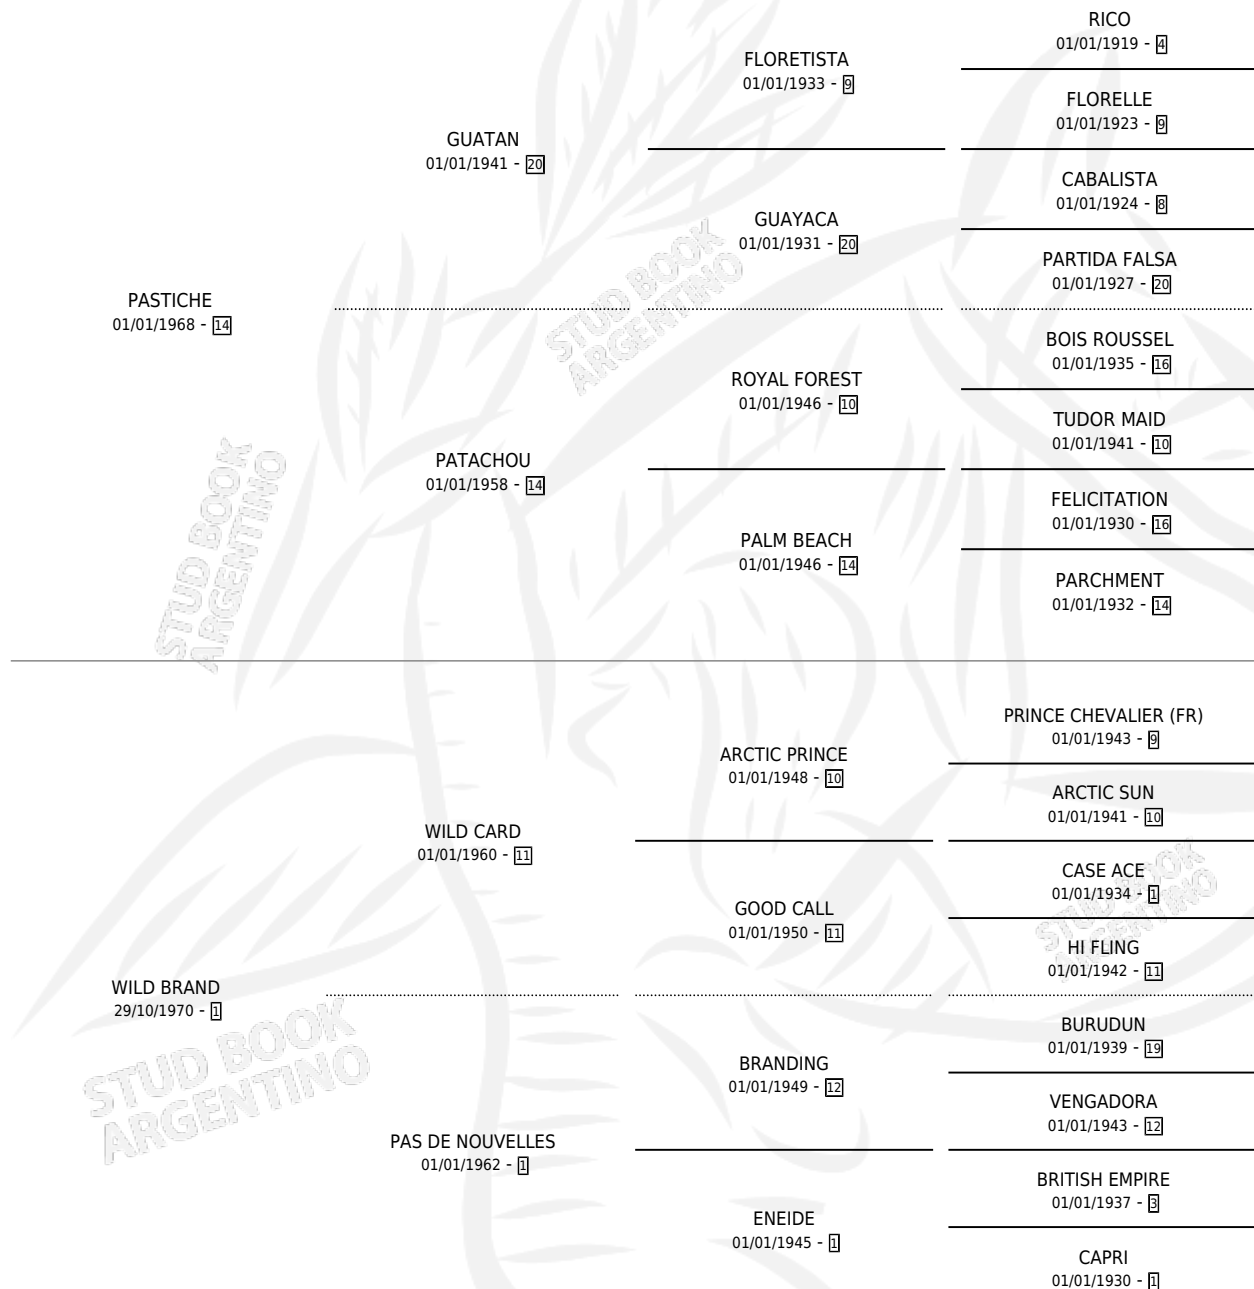 PASTICHE
01/01/1968 - 14
GUATAN
01/01/1941 - 20
FLORETISTA
01/01/1933 - 9
RICO
01/01/1919 - 4
FLORELLE
01/01/1923 - 9
GUAYACA
01/01/1931 - 20
CABALISTA
01/01/1924 - 8
PARTIDA FALSA
01/01/1927 - 20
PATACHOU
01/01/1958 - 14
ROYAL FOREST
01/01/1946 - 10
BOIS ROUSSEL
01/01/1935 - 16
TUDOR MAID
01/01/1941 - 10
PALM BEACH
01/01/1946 - 14
FELICITATION
01/01/1930 - 16
PARCHMENT
01/01/1932 - 14
WILD BRAND
29/10/1970 - 1
WILD CARD
01/01/1960 - 11
ARCTIC PRINCE
01/01/1948 - 10
PRINCE CHEVALIER (FR)
01/01/1943 - 9
ARCTIC SUN
01/01/1941 - 10
GOOD CALL
01/01/1950 - 11
CASE ACE
01/01/1934 - 1
HI FLING
01/01/1942 - 11
PAS DE NOUVELLES
01/01/1962 - 1
BRANDING
01/01/1949 - 12
BURUDUN
01/01/1939 - 19
VENGADORA
01/01/1943 - 12
ENEIDE
01/01/1945 - 1
BRITISH EMPIRE
01/01/1937 - 3
CAPRI
01/01/1930 - 1
STUD BOOK
ARGENTINO
STUD BOOK
ARGENTINO
STUD BOOK
ARGENTINO
STUD BOOK
ARGENTINO